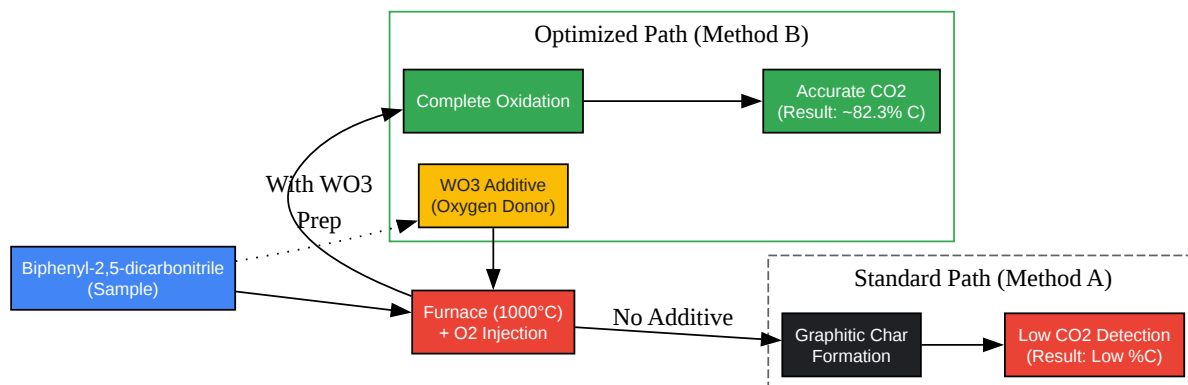 Optimized Path (Method B)
Complete Oxidation
Accurate CO2
(Result: ~82.3% C)
With WO3
Prep
WO3 Additive
(Oxygen Donor)
Biphenyl-2,5-dicarbonitrile
(Sample)
Furnace (1000°C)
+ O2 Injection
No Additive
Standard Path (Method A)
Graphitic Char
Formation
Low CO2 Detection
(Result: Low %C)